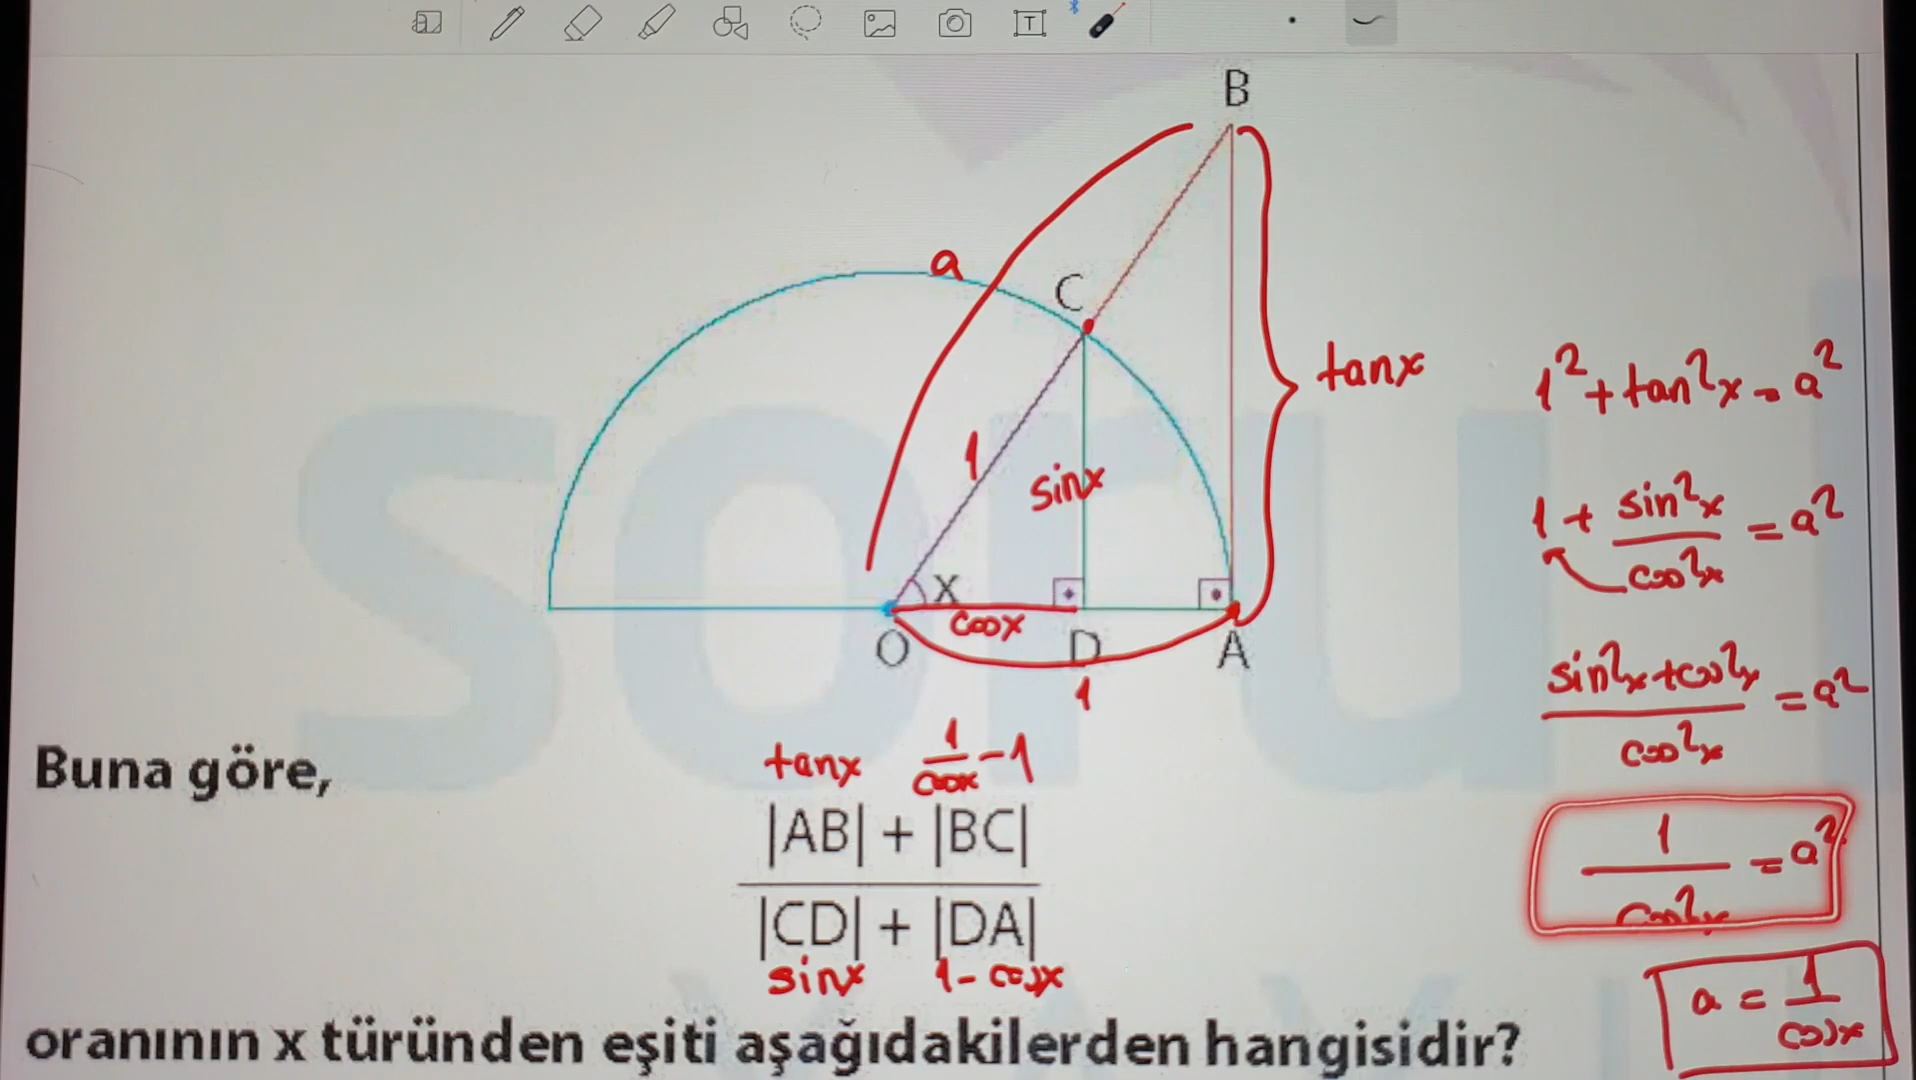 B
a
C
tanx
1² + tan²x = a²
1
sinx
1 + sin²x / cos²x = a²
x
cosx
O D A
1
sin²x + cos²x / cos²x = a²
tanx 1/cosx - 1
Buna göre,
|AB| + |BC|
|CD| + |DA|
sinx 1 - cosx
1 / cos²x = a²
a = 1/cosx
oranının x türünden eşiti aşağıdakilerden hangisidir?
soru